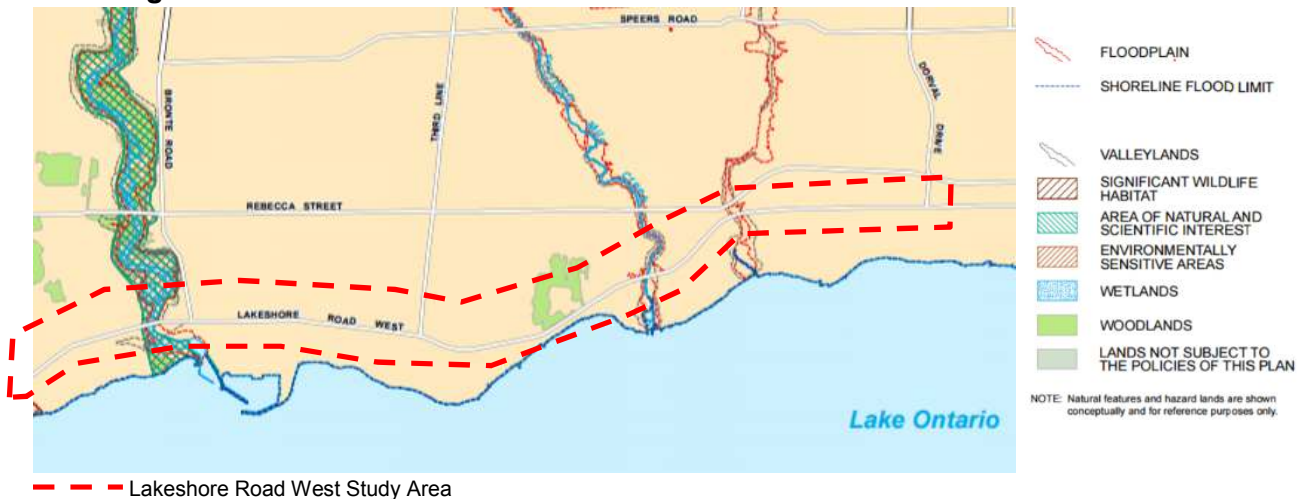 SPEERS ROAD
BRONTE ROAD
THIRD LINE
DORVAL DRIVE
REBECCA STREET
LAKESHORE ROAD WEST
Lake Ontario
FLOODPLAIN
SHORELINE FLOOD LIMIT
VALLEYLANDS
SIGNIFICANT WILDLIFE
HABITAT
AREA OF NATURAL AND
SCIENTIFIC INTEREST
ENVIRONMENTALLY
SENSITIVE AREAS
WETLANDS
WOODLANDS
LANDS NOT SUBJECT TO
THE POLICIES OF THIS PLAN
NOTE: Natural features and hazard lands are shown
conceptually and for reference purposes only.
Lakeshore Road West Study Area